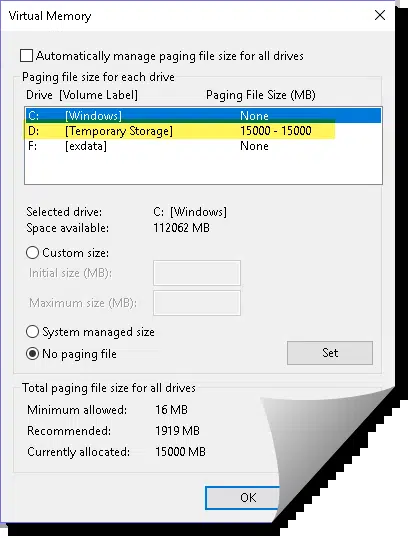 Virtual Memory
Automatically manage paging file size for all drives
Paging file size for each drive
Drive [Volume Label] Paging File Size (MB)
C: [Windows] None
D: [Temporary Storage] 15000 - 15000
F: [exdata] None
Selected drive: C: [Windows]
Space available: 112062 MB
Custom size:
Initial size (MB):
Maximum size (MB):
System managed size
No paging file
Set
Total paging file size for all drives
Minimum allowed: 16 MB
Recommended: 1919 MB
Currently allocated: 15000 MB
OK